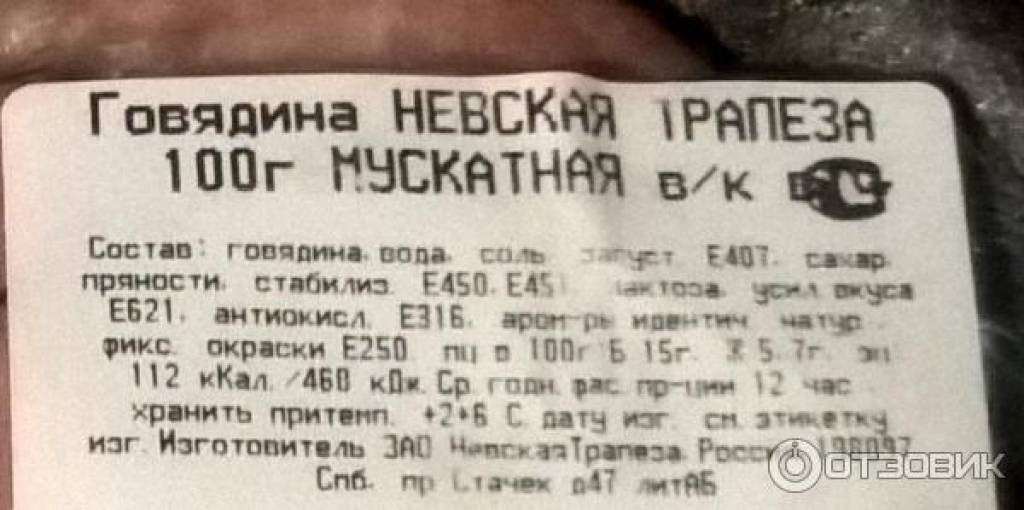 Говядина НЕВСКАЯ ТРАПЕЗА
100г МУСКАТНАЯ в/к
Состав: говядина, вода, соль, загуст. Е407, сахар,
пряности, стабилиз. Е450, Е451, лактоза, усил.вкуса
Е621, антиокисл. Е316, аром-ры идентич. натур.,
фикс. окраски Е250. пц в 100г Б 15г. Ж 5.7г. эц
112 кКал./468 кДж. Ср. годн. фас. пр-ции 12 час.
хранить притемп. +2+6 С. дату изг. см. этикетку
изг. Изготовитель ЗАО НевскаяТрапеза. Россия, 198097
Спб. пр Стачек д47 литАБ
ОТЗОВИК